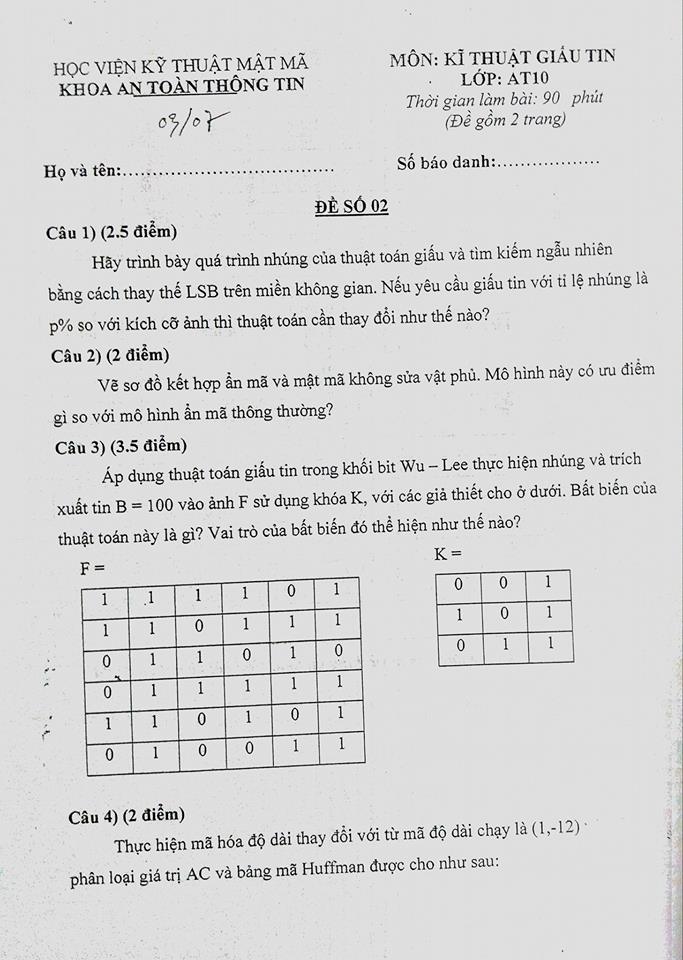 HỌC VIỆN KỸ THUẬT MẬT MÃ
KHOA AN TOÀN THÔNG TIN
03/07
MÔN: KĨ THUẬT GIẤU TIN
LỚP: AT10
Thời gian làm bài: 90 phút
(Đề gồm 2 trang)
Họ và tên:....................................
Số báo danh:..................
ĐỀ SỐ 02
Câu 1) (2.5 điểm)
Hãy trình bày quá trình nhúng của thuật toán giấu và tìm kiếm ngẫu nhiên
bằng cách thay thế LSB trên miền không gian. Nếu yêu cầu giấu tin với tỉ lệ nhúng là
p% so với kích cỡ ảnh thì thuật toán cần thay đổi như thế nào?
Câu 2) (2 điểm)
Vẽ sơ đồ kết hợp ẩn mã và mật mã không sửa vật phủ. Mô hình này có ưu điểm
gì so với mô hình ẩn mã thông thường?
Câu 3) (3.5 điểm)
Áp dụng thuật toán giấu tin trong khối bit Wu – Lee thực hiện nhúng và trích
xuất tin B = 100 vào ảnh F sử dụng khóa K, với các giả thiết cho ở dưới. Bất biến của
thuật toán này là gì? Vai trò của bất biến đó thể hiện như thế nào?
F =
1 1 1 1 0 1
1 1 0 1 1 1
0 1 1 0 1 0
0 1 1 1 1 1
1 1 0 1 0 1
0 1 0 0 1 1
K =
0 0 1
1 0 1
0 1 1
Câu 4) (2 điểm)
Thực hiện mã hóa độ dài thay đổi với từ mã độ dài chạy là (1,-12)
phân loại giá trị AC và bảng mã Huffman được cho như sau: